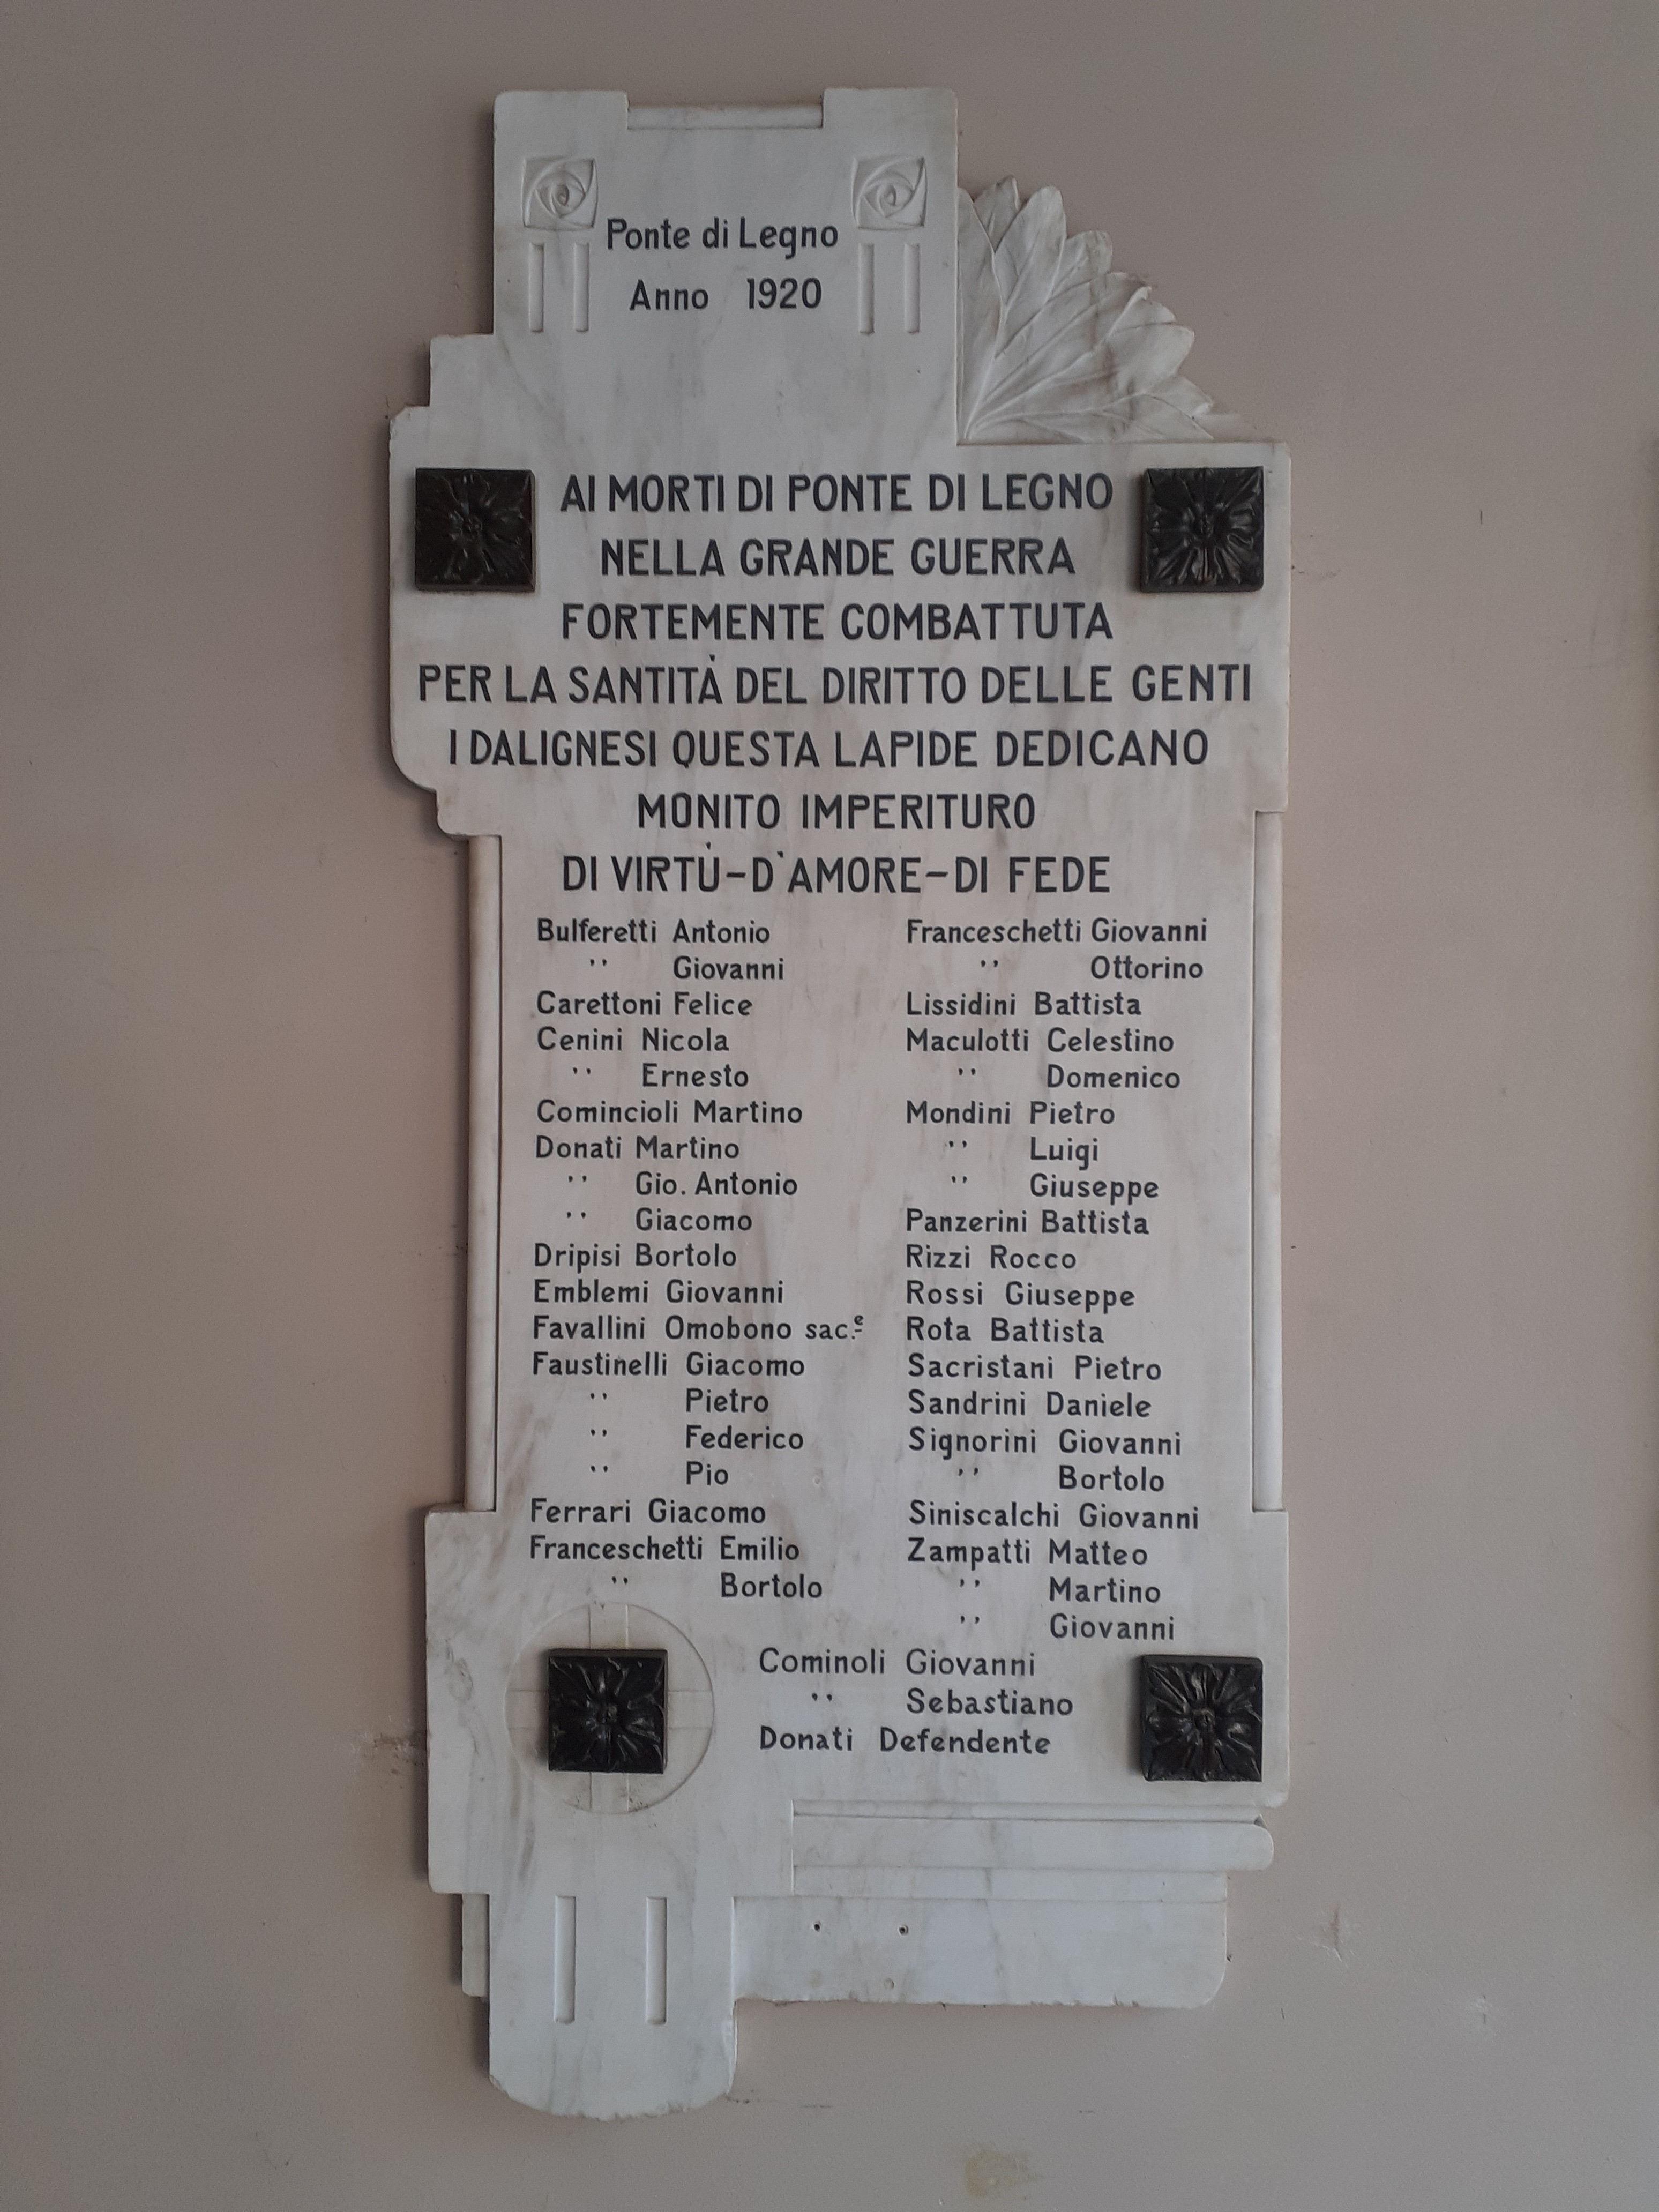 Ponte di Legno
Anno 1920
AI MORTI DI PONTE DI LEGNO
NELLA GRANDE GUERRA
FORTEMENTE COMBATTUTA
PER LA SANTITÀ DEL DIRITTO DELLE GENTI
I DALIGNESI QUESTA LAPIDE DEDICANO
MONITO IMPERITURO
DI VIRTÙ-D'AMORE-DI FEDE
Bulferetti Antonio
'' Giovanni
Carettoni Felice
Cenini Nicola
'' Ernesto
Comincioli Martino
Donati Martino
'' Gio. Antonio
'' Giacomo
Dripisi Bortolo
Emblemi Giovanni
Favallini Omobono sac.e
Faustinelli Giacomo
'' Pietro
'' Federico
'' Pio
Ferrari Giacomo
Franceschetti Emilio
'' Bortolo
Franceschetti Giovanni
'' Ottorino
Lissidini Battista
Maculotti Celestino
'' Domenico
Mondini Pietro
'' Luigi
'' Giuseppe
Panzerini Battista
Rizzi Rocco
Rossi Giuseppe
Rota Battista
Sacristani Pietro
Sandrini Daniele
Signorini Giovanni
'' Bortolo
Siniscalchi Giovanni
Zampatti Matteo
'' Martino
'' Giovanni
Cominoli Giovanni
'' Sebastiano
Donati Defendente